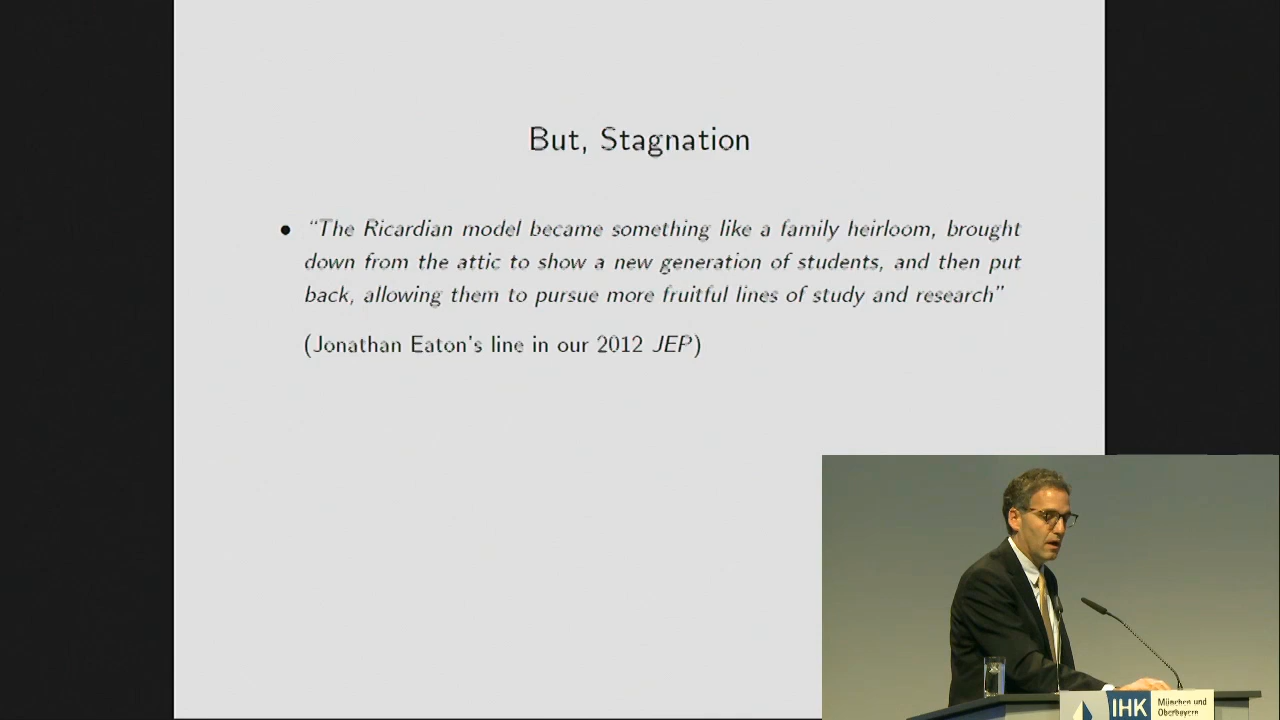 But, Stagnation
• “The Ricardian model became something like a family heirloom, brought
down from the attic to show a new generation of students, and then put
back, allowing them to pursue more fruitful lines of study and research”
(Jonathan Eaton's line in our 2012 JEP)
IHK
München und
Oberbayern